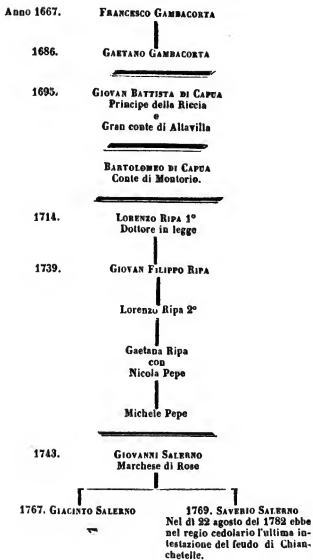 Anno 1667. FRANCESCO GAMBACORTA
1686. GAETANO GAMBACORTA
1695. GIOVAN BATTISTA DI CAPUA
Principe della Riccia
e
Gran conte di Altavilla
BARTOLOMEO DI CAPUA
Conte di Montorio.
1714. LORENZO RIPA 1º
Dottore in legge
1739. GIOVAN FILIPPO RIPA
Lorenzo Ripa 2º
Gaetana Ripa
con
Nicola Pepe
Michele Pepe
1743. GIOVANNI SALERNO
Marchese di Rose
1767. GIACINTO SALERNO
1769. SAVERIO SALERNO
Nel dì 22 agosto del 1782 ebbe
nel regio cedolario l'ultima in-
testazione del feudo di Chian-
chetelle.